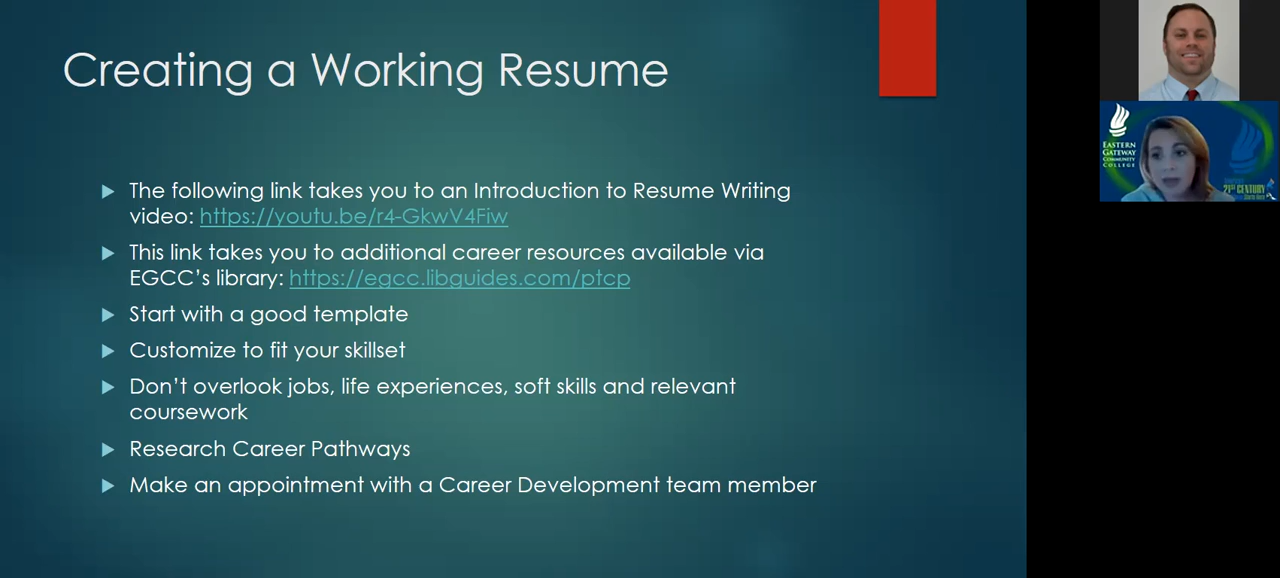 Creating a Working Resume
The following link takes you to an Introduction to Resume Writing
video: https://youtu.be/r4-GkwV4Fiw
This link takes you to additional career resources available via
EGCC’s library: https://egcc.libguides.com/ptcp
Start with a good template
Customize to fit your skillset
Don’t overlook jobs, life experiences, soft skills and relevant
coursework
Research Career Pathways
Make an appointment with a Career Development team member
EASTERN
GATEWAY
COMMUNITY
COLLEGE
21ST CENTURY